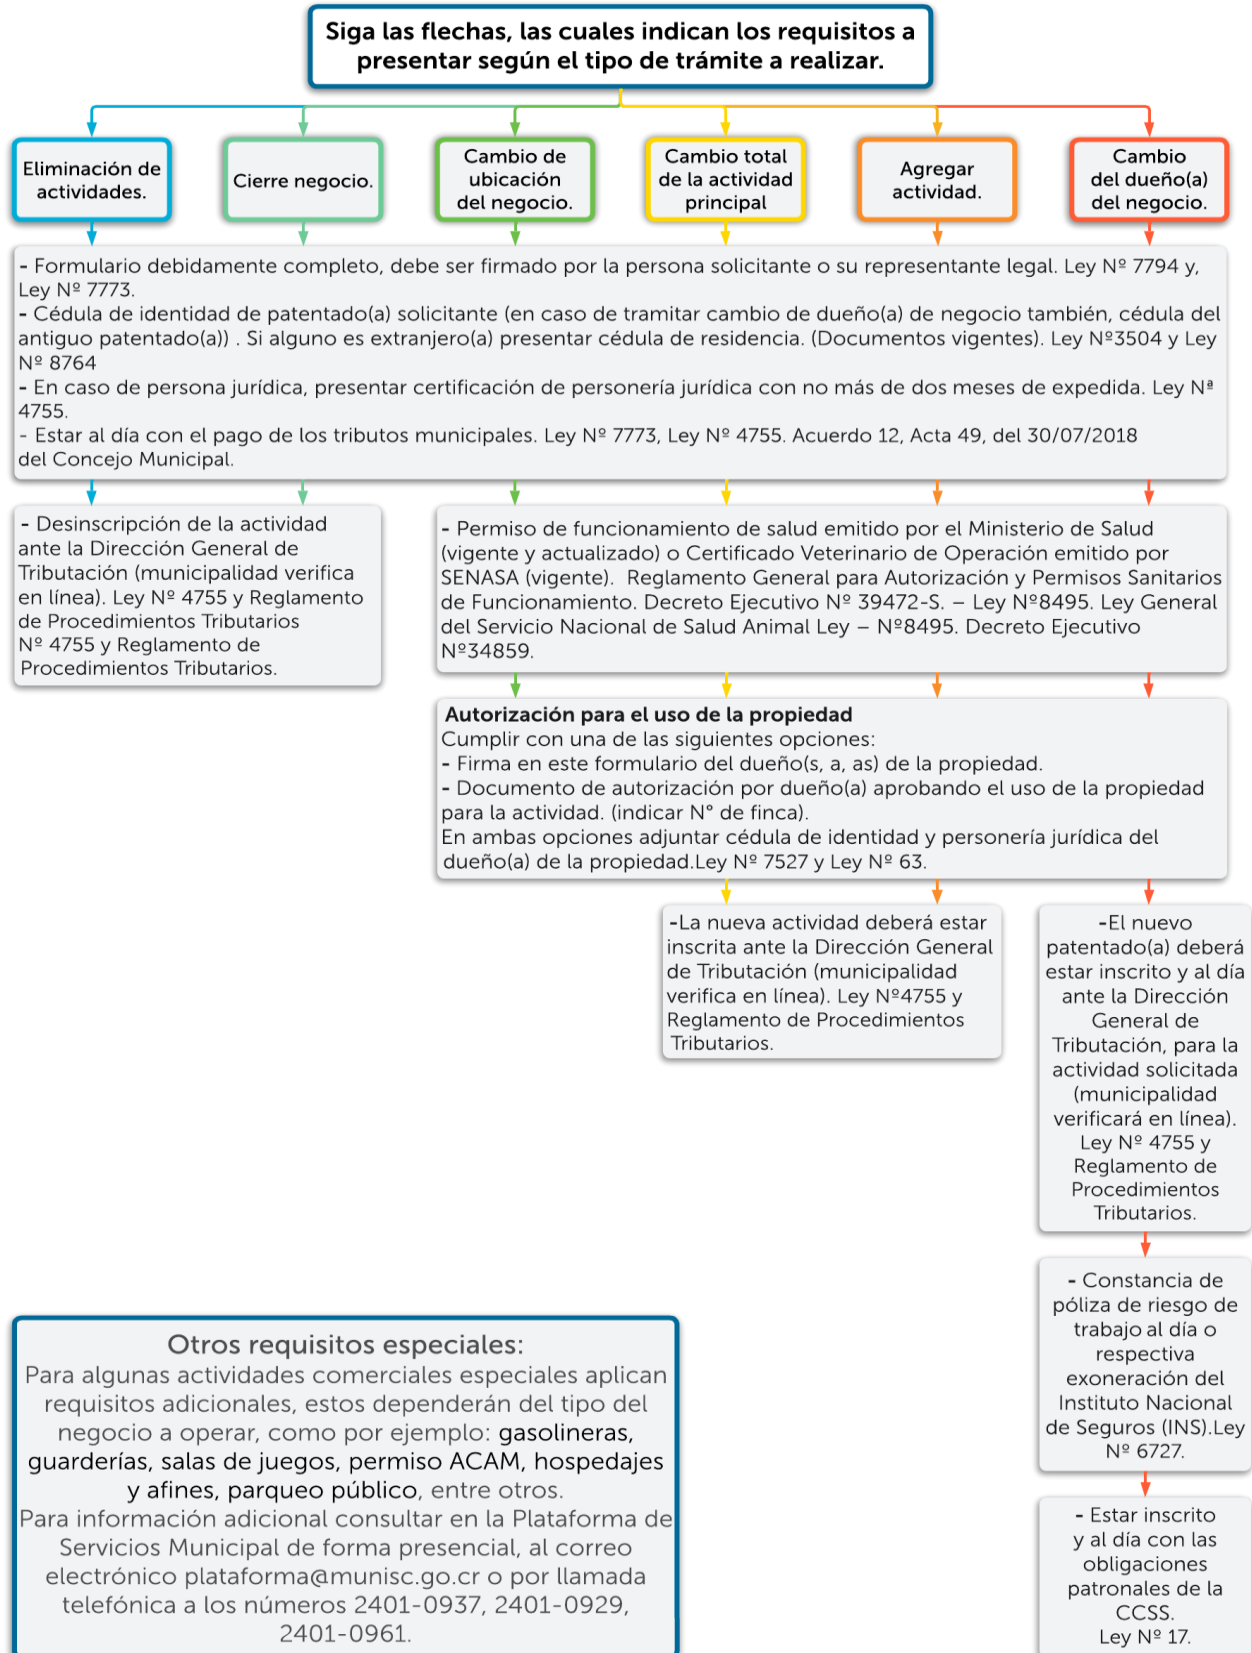 Siga las flechas, las cuales indican los requisitos a
presentar según el tipo de trámite a realizar.
Eliminación de
actividades.
Cierre negocio.
Cambio de
ubicación
del negocio.
Cambio total
de la actividad
principal
Agregar
actividad.
Cambio
del dueño(a)
del negocio.
- Formulario debidamente completo, debe ser firmado por la persona solicitante o su representante legal. Ley Nº 7794 y,
Ley Nº 7773.
- Cédula de identidad de patentado(a) solicitante (en caso de tramitar cambio de dueño(a) de negocio también, cédula del
antiguo patentado(a)) . Si alguno es extranjero(a) presentar cédula de residencia. (Documentos vigentes). Ley Nº3504 y Ley
Nº 8764
- En caso de persona jurídica, presentar certificación de personería jurídica con no más de dos meses de expedida. Ley Nª
4755.
- Estar al día con el pago de los tributos municipales. Ley Nº 7773, Ley Nº 4755. Acuerdo 12, Acta 49, del 30/07/2018
del Concejo Municipal.
- Desinscripción de la actividad
ante la Dirección General de
Tributación (municipalidad verifica
en línea). Ley Nº 4755 y Reglamento
de Procedimientos Tributarios
Nº 4755 y Reglamento de
Procedimientos Tributarios.
- Permiso de funcionamiento de salud emitido por el Ministerio de Salud
(vigente y actualizado) o Certificado Veterinario de Operación emitido por
SENASA (vigente). Reglamento General para Autorización y Permisos Sanitarios
de Funcionamiento. Decreto Ejecutivo Nº 39472-S. – Ley Nº8495. Ley General
del Servicio Nacional de Salud Animal Ley – Nº8495. Decreto Ejecutivo
Nº34859.
Autorización para el uso de la propiedad
Cumplir con una de las siguientes opciones:
- Firma en este formulario del dueño(s, a, as) de la propiedad.
- Documento de autorización por dueño(a) aprobando el uso de la propiedad
para la actividad. (indicar N° de finca).
En ambas opciones adjuntar cédula de identidad y personería jurídica del
dueño(a) de la propiedad.Ley Nº 7527 y Ley Nº 63.
-La nueva actividad deberá estar
inscrita ante la Dirección General
de Tributación (municipalidad
verifica en línea). Ley Nº4755 y
Reglamento de Procedimientos
Tributarios.
-El nuevo
patentado(a) deberá
estar inscrito y al día
ante la Dirección
General de
Tributación, para la
actividad solicitada
(municipalidad
verificará en línea).
Ley Nº 4755 y
Reglamento de
Procedimientos
Tributarios.
- Constancia de
póliza de riesgo de
trabajo al día o
respectiva
exoneración del
Instituto Nacional
de Seguros (INS).Ley
Nº 6727.
- Estar inscrito
y al día con las
obligaciones
patronales de la
CCSS.
Ley Nº 17.
Otros requisitos especiales:
Para algunas actividades comerciales especiales aplican
requisitos adicionales, estos dependerán del tipo del
negocio a operar, como por ejemplo: gasolineras,
guarderías, salas de juegos, permiso ACAM, hospedajes
y afines, parqueo público, entre otros.
Para información adicional consultar en la Plataforma de
Servicios Municipal de forma presencial, al correo
electrónico plataforma@munisc.go.cr o por llamada
telefónica a los números 2401-0937, 2401-0929,
2401-0961.